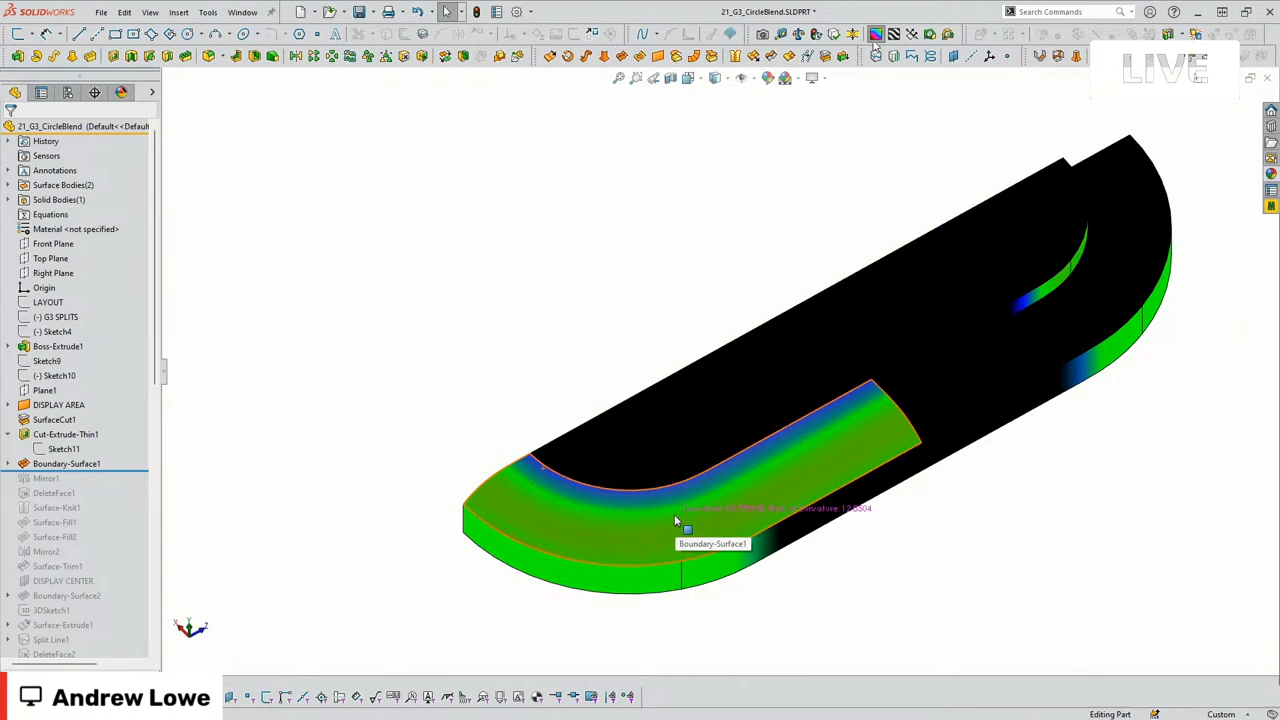 SOLIDWORKS
File
Edit
View
Insert
Tools
Window
21_G3_CircleBlend.SLDPRT *
Search Commands
LIVE
21_G3_CircleBlend (Default<<Default
History
Sensors
Annotations
Surface Bodies(2)
Solid Bodies(1)
Equations
Material <not specified>
Front Plane
Top Plane
Right Plane
Origin
LAYOUT
(-) G3 SPLITS
(-) Sketch4
Boss-Extrude1
Sketch9
(-) Sketch10
Plane1
DISPLAY AREA
SurfaceCut1
Cut-Extrude-Thin1
Sketch11
Boundary-Surface1
Mirror1
DeleteFace1
Surface-Knit1
Surface-Fill1
Surface-Fill2
Mirror2
Surface-Trim1
DISPLAY CENTER
Boundary-Surface2
3DSketch1
Surface-Extrude1
Split Line1
DeleteFace2
Boundary-Surface1
X
Y
Z
Andrew Lowe
Editing Part
Custom